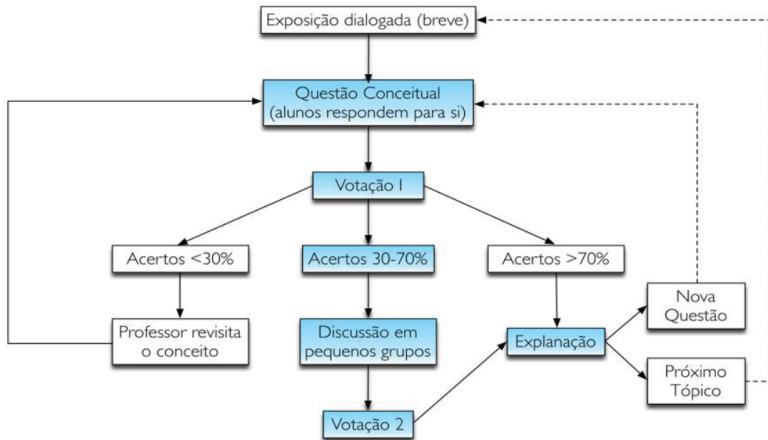 Exposição dialogada (breve)
Questão Conceitual
(alunos respondem para si)
Votação I
Acertos <30%
Acertos 30-70%
Acertos >70%
Professor revisita
o conceito
Discussão em
pequenos grupos
Explanação
Nova
Questão
Próximo
Tópico
Votação 2